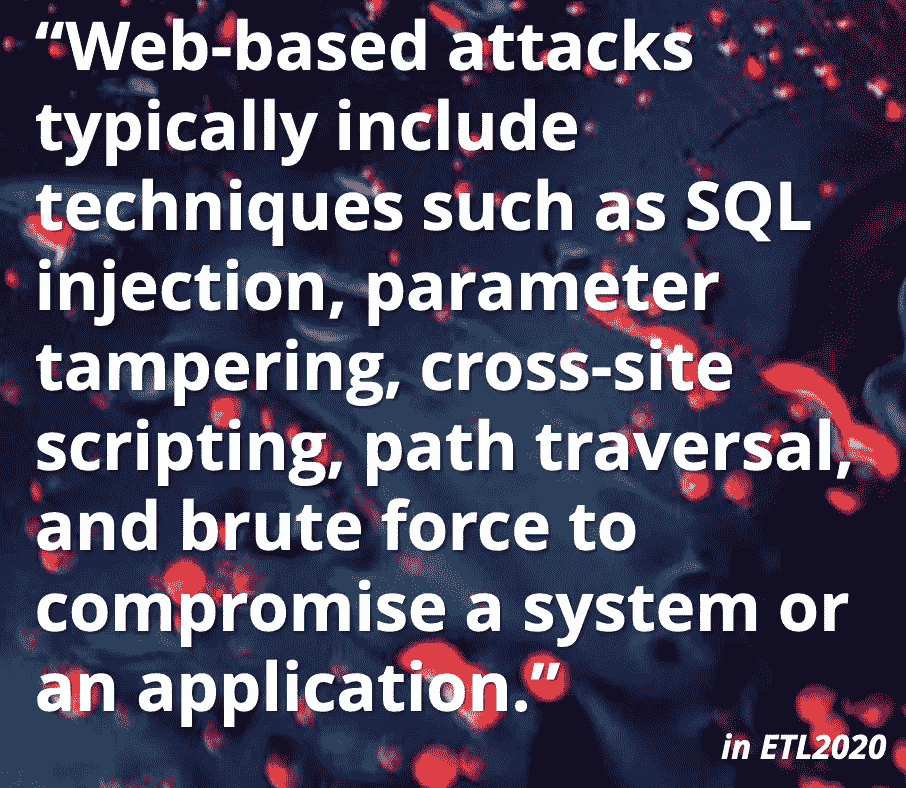 “Web-based attacks
typically include
techniques such as SQL
injection, parameter
tampering, cross-site
scripting, path traversal,
and brute force to
compromise a system or
an application.”
in ETL2020